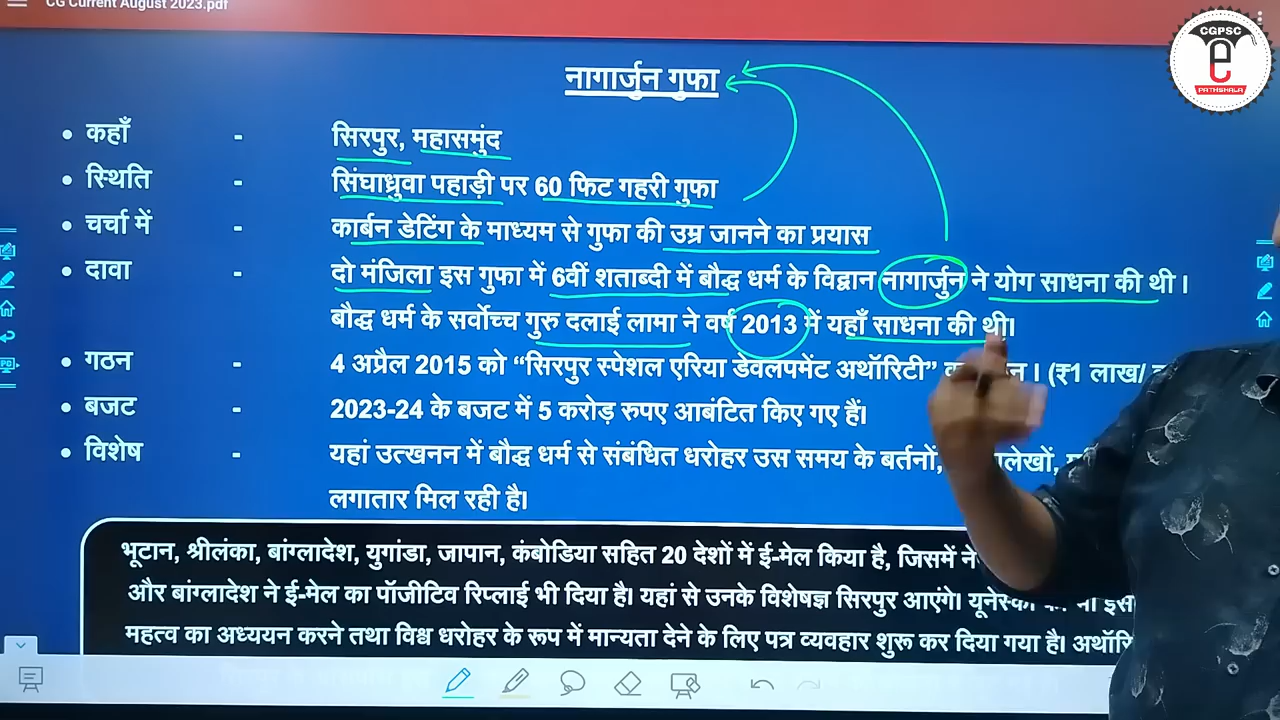 CG Current August 2023.pdf
CGPSC
e
PATHSHALA
नागार्जुन गुफा
• कहाँ - सिरपुर, महासमुंद
• स्थिति - सिंघाध्रुवा पहाड़ी पर 60 फिट गहरी गुफा
• चर्चा में - कार्बन डेटिंग के माध्यम से गुफा की उम्र जानने का प्रयास
• दावा - दो मंजिला इस गुफा में 6वीं शताब्दी में बौद्ध धर्म के विद्वान नागार्जुन ने योग साधना की थी ।
बौद्ध धर्म के सर्वोच्च गुरु दलाई लामा ने वर्ष 2013 में यहाँ साधना की थी।
• गठन - 4 अप्रैल 2015 को “सिरपुर स्पेशल एरिया डेवलपमेंट अथॉरिटी” । (₹1 लाख/
• बजट - 2023-24 के बजट में 5 करोड़ रुपए आबंटित किए गए हैं।
• विशेष - यहां उत्खनन में बौद्ध धर्म से संबंधित धरोहर उस समय के बर्तनों,
लगातार मिल रही है।
भूटान, श्रीलंका, बांग्लादेश, युगांडा, जापान, कंबोडिया सहित 20 देशों में ई-मेल किया है, जिसमें
और बांग्लादेश ने ई-मेल का पॉजीटिव रिप्लाई भी दिया है। यहां से उनके विशेषज्ञ सिरपुर आएंगे।
महत्व का अध्ययन करने तथा विश्व धरोहर के रूप में मान्यता देने के लिए पत्र व्यवहार शुरू कर दिया गया है।